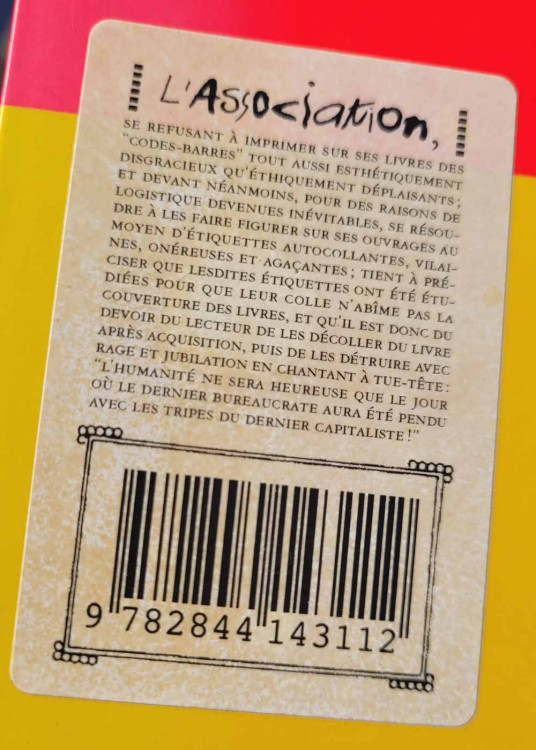 L'ASSOCIATION,
SE REFUSANT À IMPRIMER SUR SES LIVRES DES
"CODES-BARRES" TOUT AUSSI ESTHÉTIQUEMENT
DISGRACIEUX QU'ÉTHIQUEMENT DÉPLAISANTS ;
ET DEVANT NÉANMOINS, POUR DES RAISONS DE
LOGISTIQUE DEVENUES INÉVITABLES, SE RÉSOU-
DRE À LES FAIRE FIGURER SUR SES OUVRAGES AU
MOYEN D'ÉTIQUETTES AUTOCOLLANTES, VILAI-
NES, ONÉREUSES ET AGAÇANTES ; TIENT À PRÉ-
CISER QUE LESDITES ÉTIQUETTES ONT ÉTÉ ÉTU-
DIÉES POUR QUE LEUR COLLE N'ABÎME PAS LA
COUVERTURE DES LIVRES, ET QU'IL EST DONC DU
DEVOIR DU LECTEUR DE LES DÉCOLLER DU LIVRE
APRÈS ACQUISITION, PUIS DE LES DÉTRUIRE AVEC
RAGE ET JUBILATION EN CHANTANT À TUE-TÊTE :
"L'HUMANITÉ NE SERA HEUREUSE QUE LE JOUR
OÙ LE DERNIER BUREAUCRATE AURA ÉTÉ PENDU
AVEC LES TRIPES DU DERNIER CAPITALISTE !"
9 782844 143112